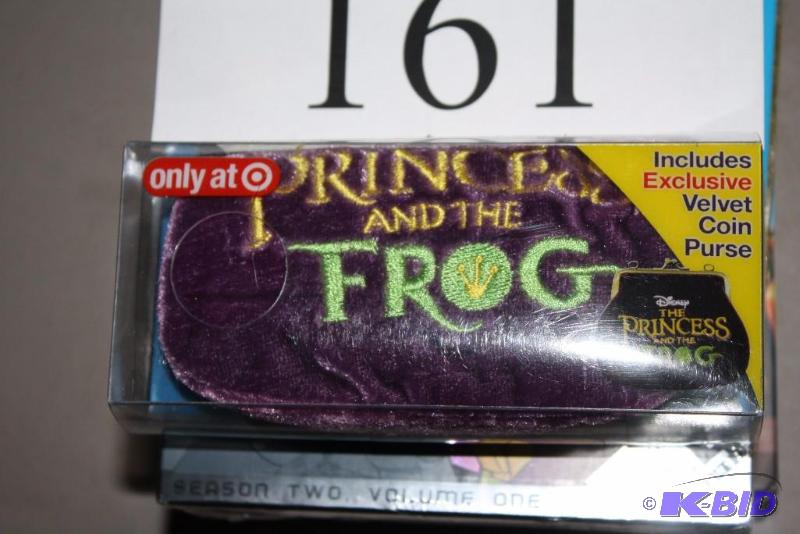 161
only at
Includes
Exclusive
Velvet
Coin
Purse
PRINCESS
AND THE
FROG
Disney
THE
PRINCESS
AND THE
FROG
SEASON TWO, VOLUME ONE
© K-BID